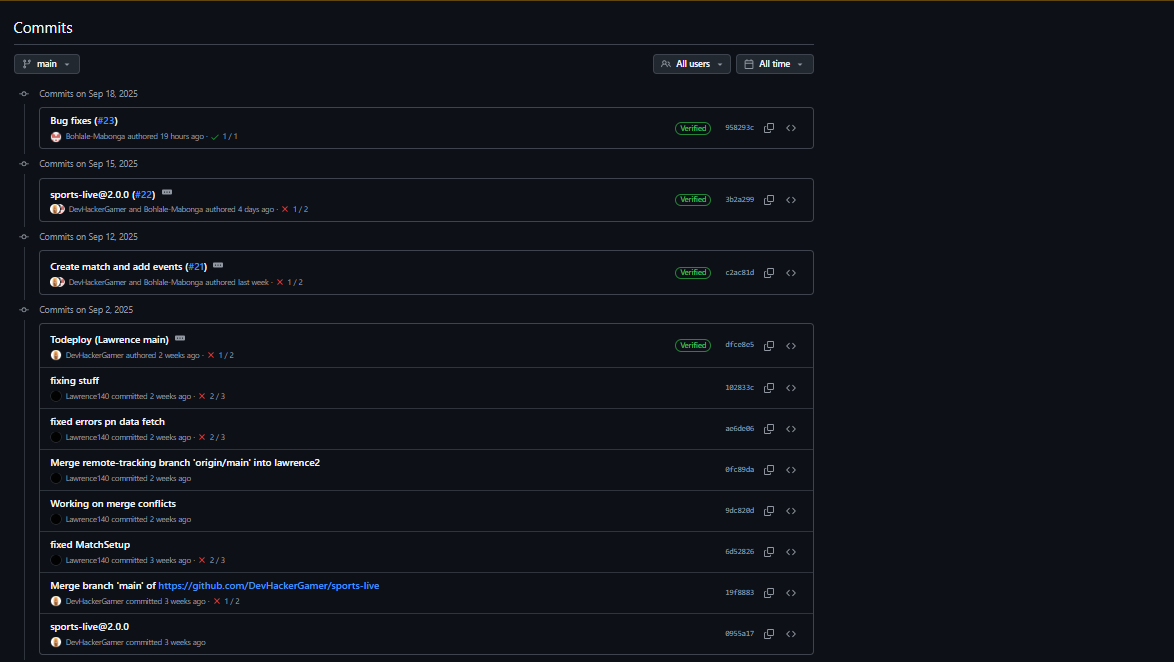 Commits
main
All users
All time
Commits on Sep 18, 2025
Bug fixes (#23)
Bohlale-Mabonga authored 19 hours ago · 1 / 1
Verified
958293c
Commits on Sep 15, 2025
sports-live@2.0.0 (#22)
DevHackerGamer and Bohlale-Mabonga authored 4 days ago · 1 / 2
Verified
3b2a299
Commits on Sep 12, 2025
Create match and add events (#21)
DevHackerGamer and Bohlale-Mabonga authored last week · 1 / 2
Verified
c2ac81d
Commits on Sep 2, 2025
Todeploy (Lawrence main)
DevHackerGamer authored 2 weeks ago · 1 / 2
Verified
dfce8e5
fixing stuff
Lawrence140 committed 2 weeks ago · 2 / 3
102833c
fixed errors pn data fetch
Lawrence140 committed 2 weeks ago · 2 / 3
ae6de06
Merge remote-tracking branch 'origin/main' into lawrence2
Lawrence140 committed 2 weeks ago
0fc89da
Working on merge conflicts
Lawrence140 committed 2 weeks ago
9dc820d
fixed MatchSetup
Lawrence140 committed 3 weeks ago · 2 / 3
6d52826
Merge branch 'main' of https://github.com/DevHackerGamer/sports-live
DevHackerGamer committed 3 weeks ago · 1 / 2
19f8883
sports-live@2.0.0
DevHackerGamer committed 3 weeks ago
0955a17